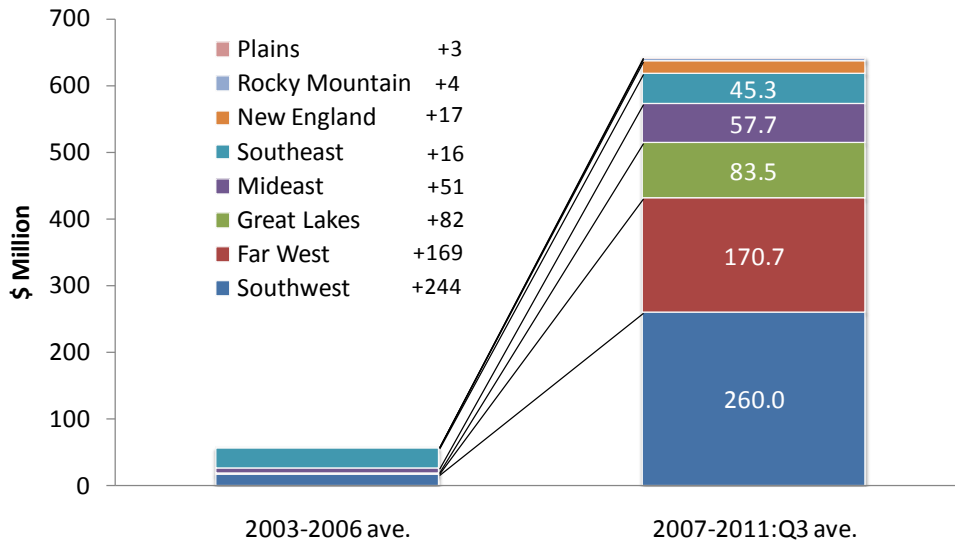 700
600
500
400
300
200
100
0
$ Million
Plains +3
Rocky Mountain +4
New England +17
Southeast +16
Mideast +51
Great Lakes +82
Far West +169
Southwest +244
45.3
57.7
83.5
170.7
260.0
2003-2006 ave.
2007-2011:Q3 ave.